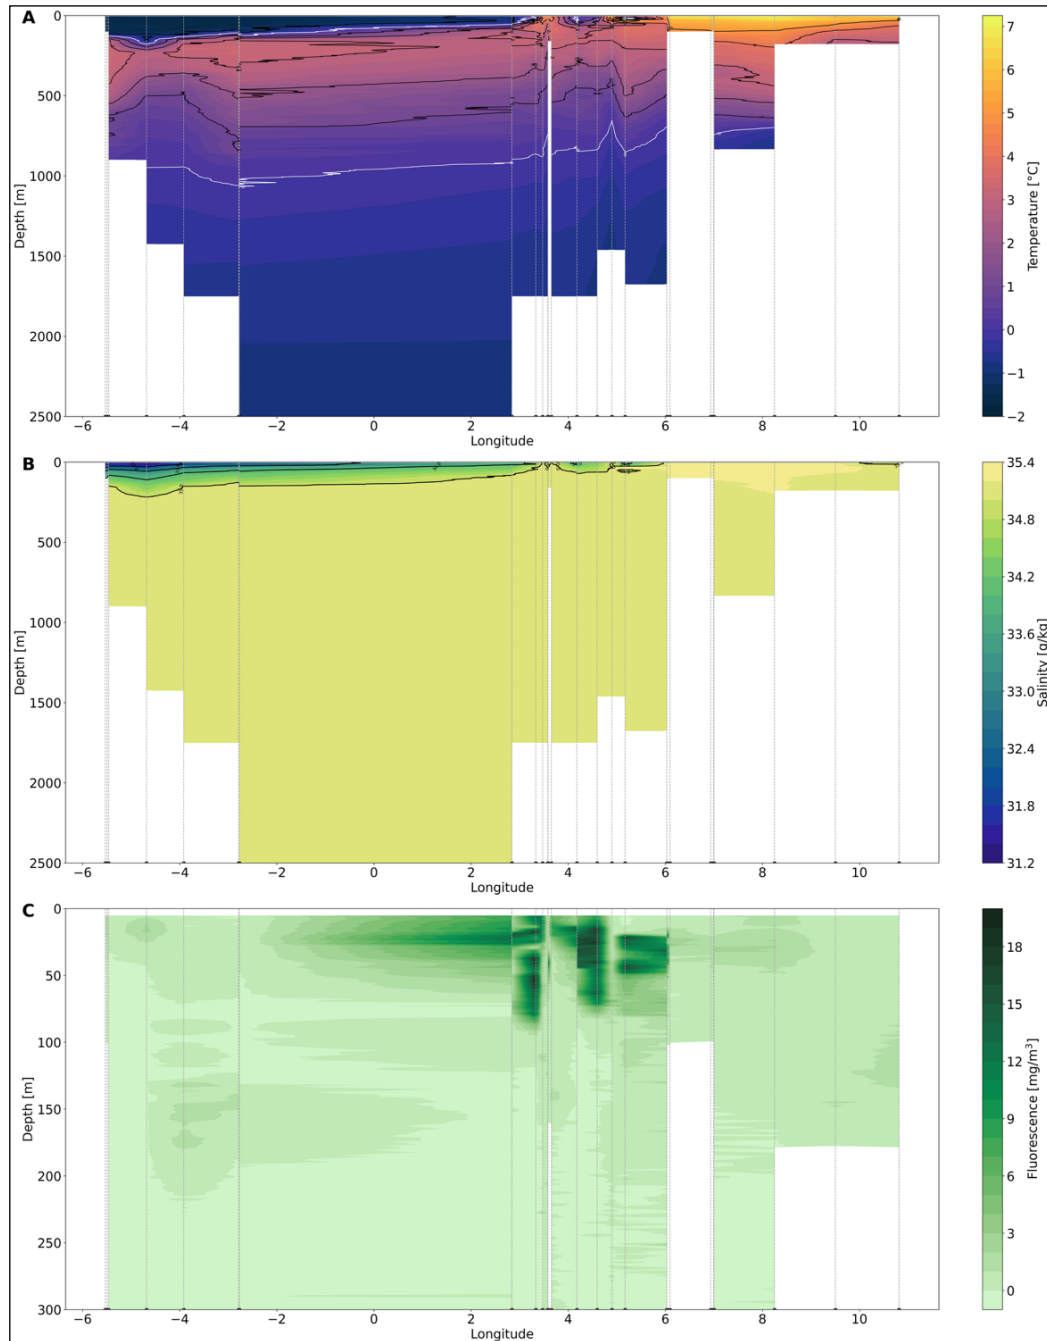 A
0
500
1000
1500
2000
2500
Depth [m]
−6 −4 −2 0 2 4 6 8 10
Longitude
7
6
5
4
3
2
1
0
−1
−2
Temperature [°C]
B
0
500
1000
1500
2000
2500
Depth [m]
−6 −4 −2 0 2 4 6 8 10
Longitude
35.4
34.8
34.2
33.6
33.0
32.4
31.8
31.2
Salinity [g/kg]
C
0
50
100
150
200
250
300
Depth [m]
−6 −4 −2 0 2 4 6 8 10
Longitude
18
15
12
9
6
3
0
Fluorescence [mg/m³]